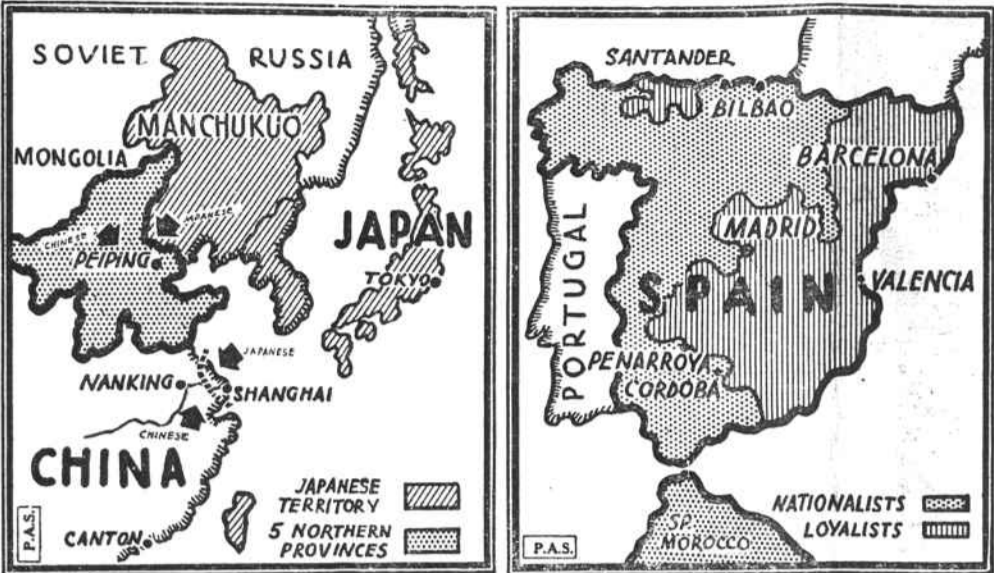 SOVIET RUSSIA
MANCHUKUO
MONGOLIA
CHINESE
JAPANESE
PEIPING
JAPAN
TOKYO
JAPANESE
NANKING
SHANGHAI
CHINESE
CHINA
CANTON
JAPANESE
TERRITORY
5 NORTHERN
PROVINCES
P.A.S.
SANTANDER
BILBAO
BARCELONA
MADRID
PORTUGAL
SPAIN
VALENCIA
PENARROYA
CORDOBA
NATIONALISTS
LOYALISTS
SP.
MOROCCO
P.A.S.